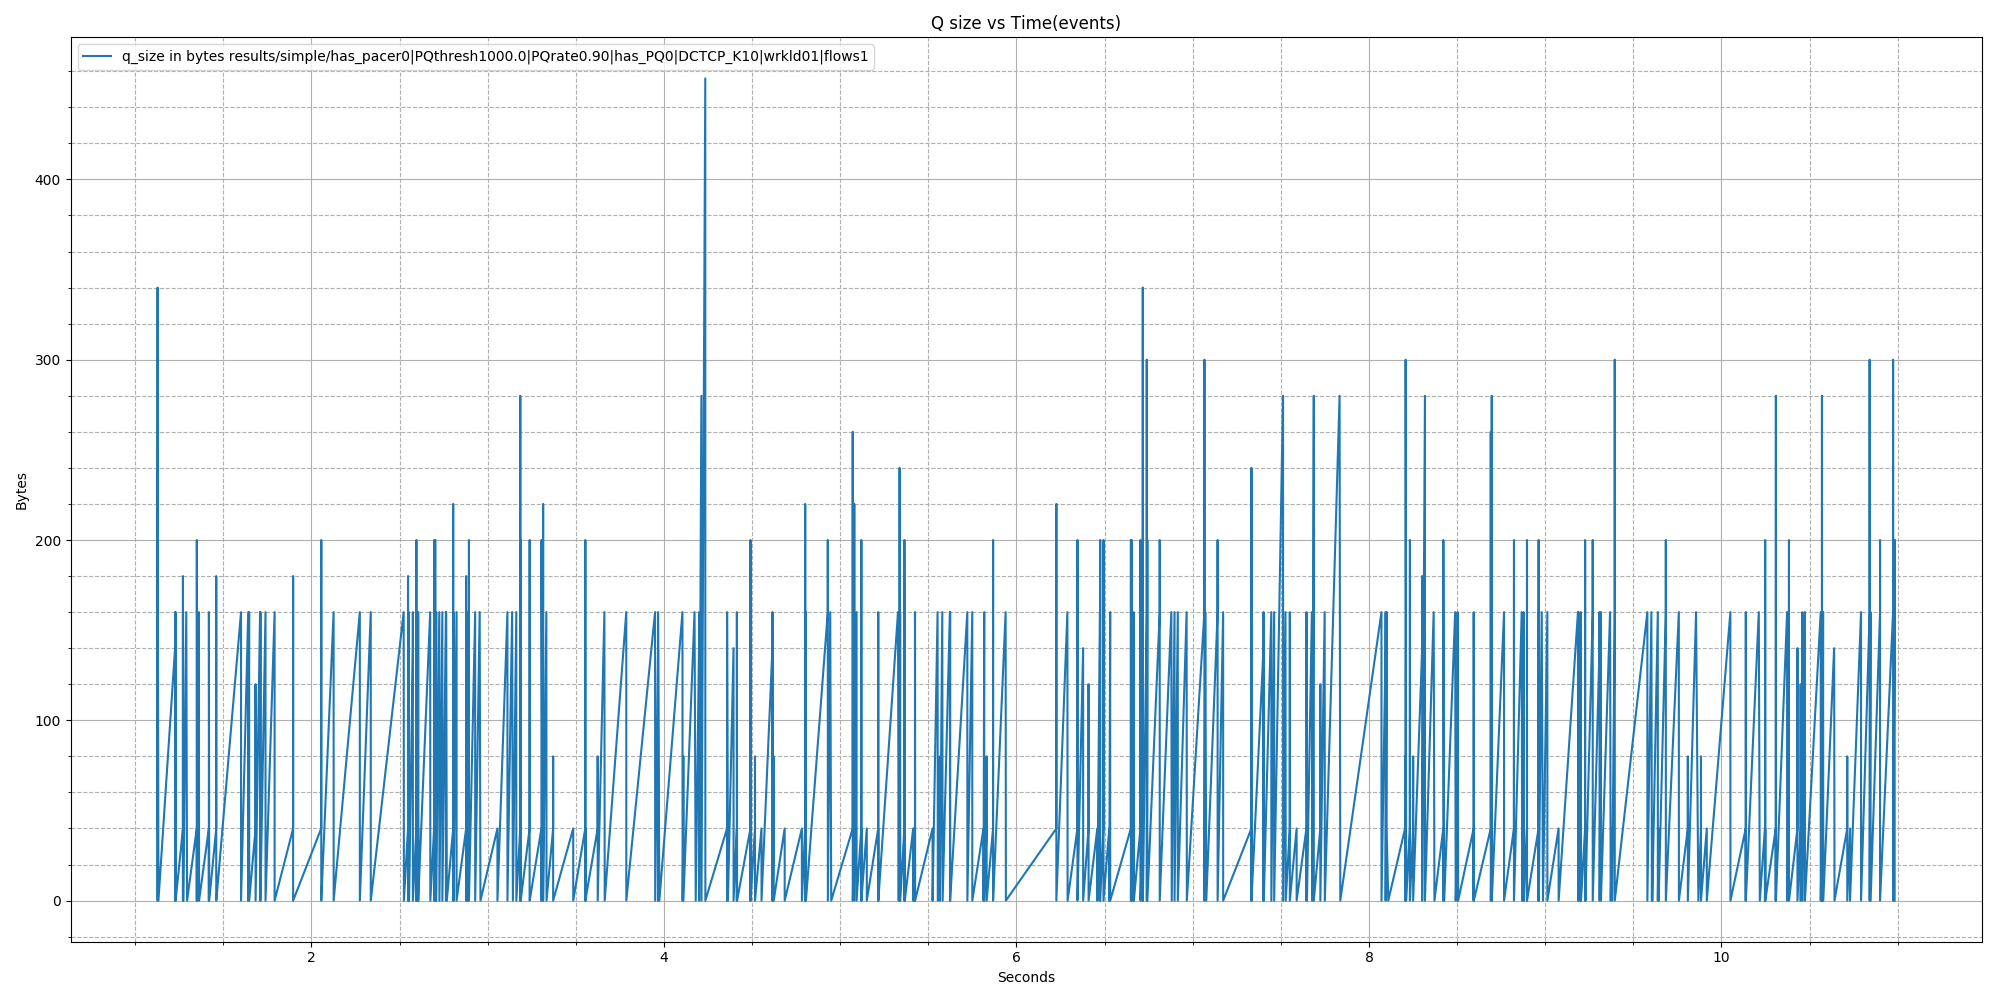 Q size vs Time(events)
q_size in bytes results/simple/has_pacer0|PQthresh1000.0|PQrate0.90|has_PQ0|DCTCP_K10|wrkld01|flows1
400
300
200
100
0
Bytes
2 4 6 8 10
Seconds